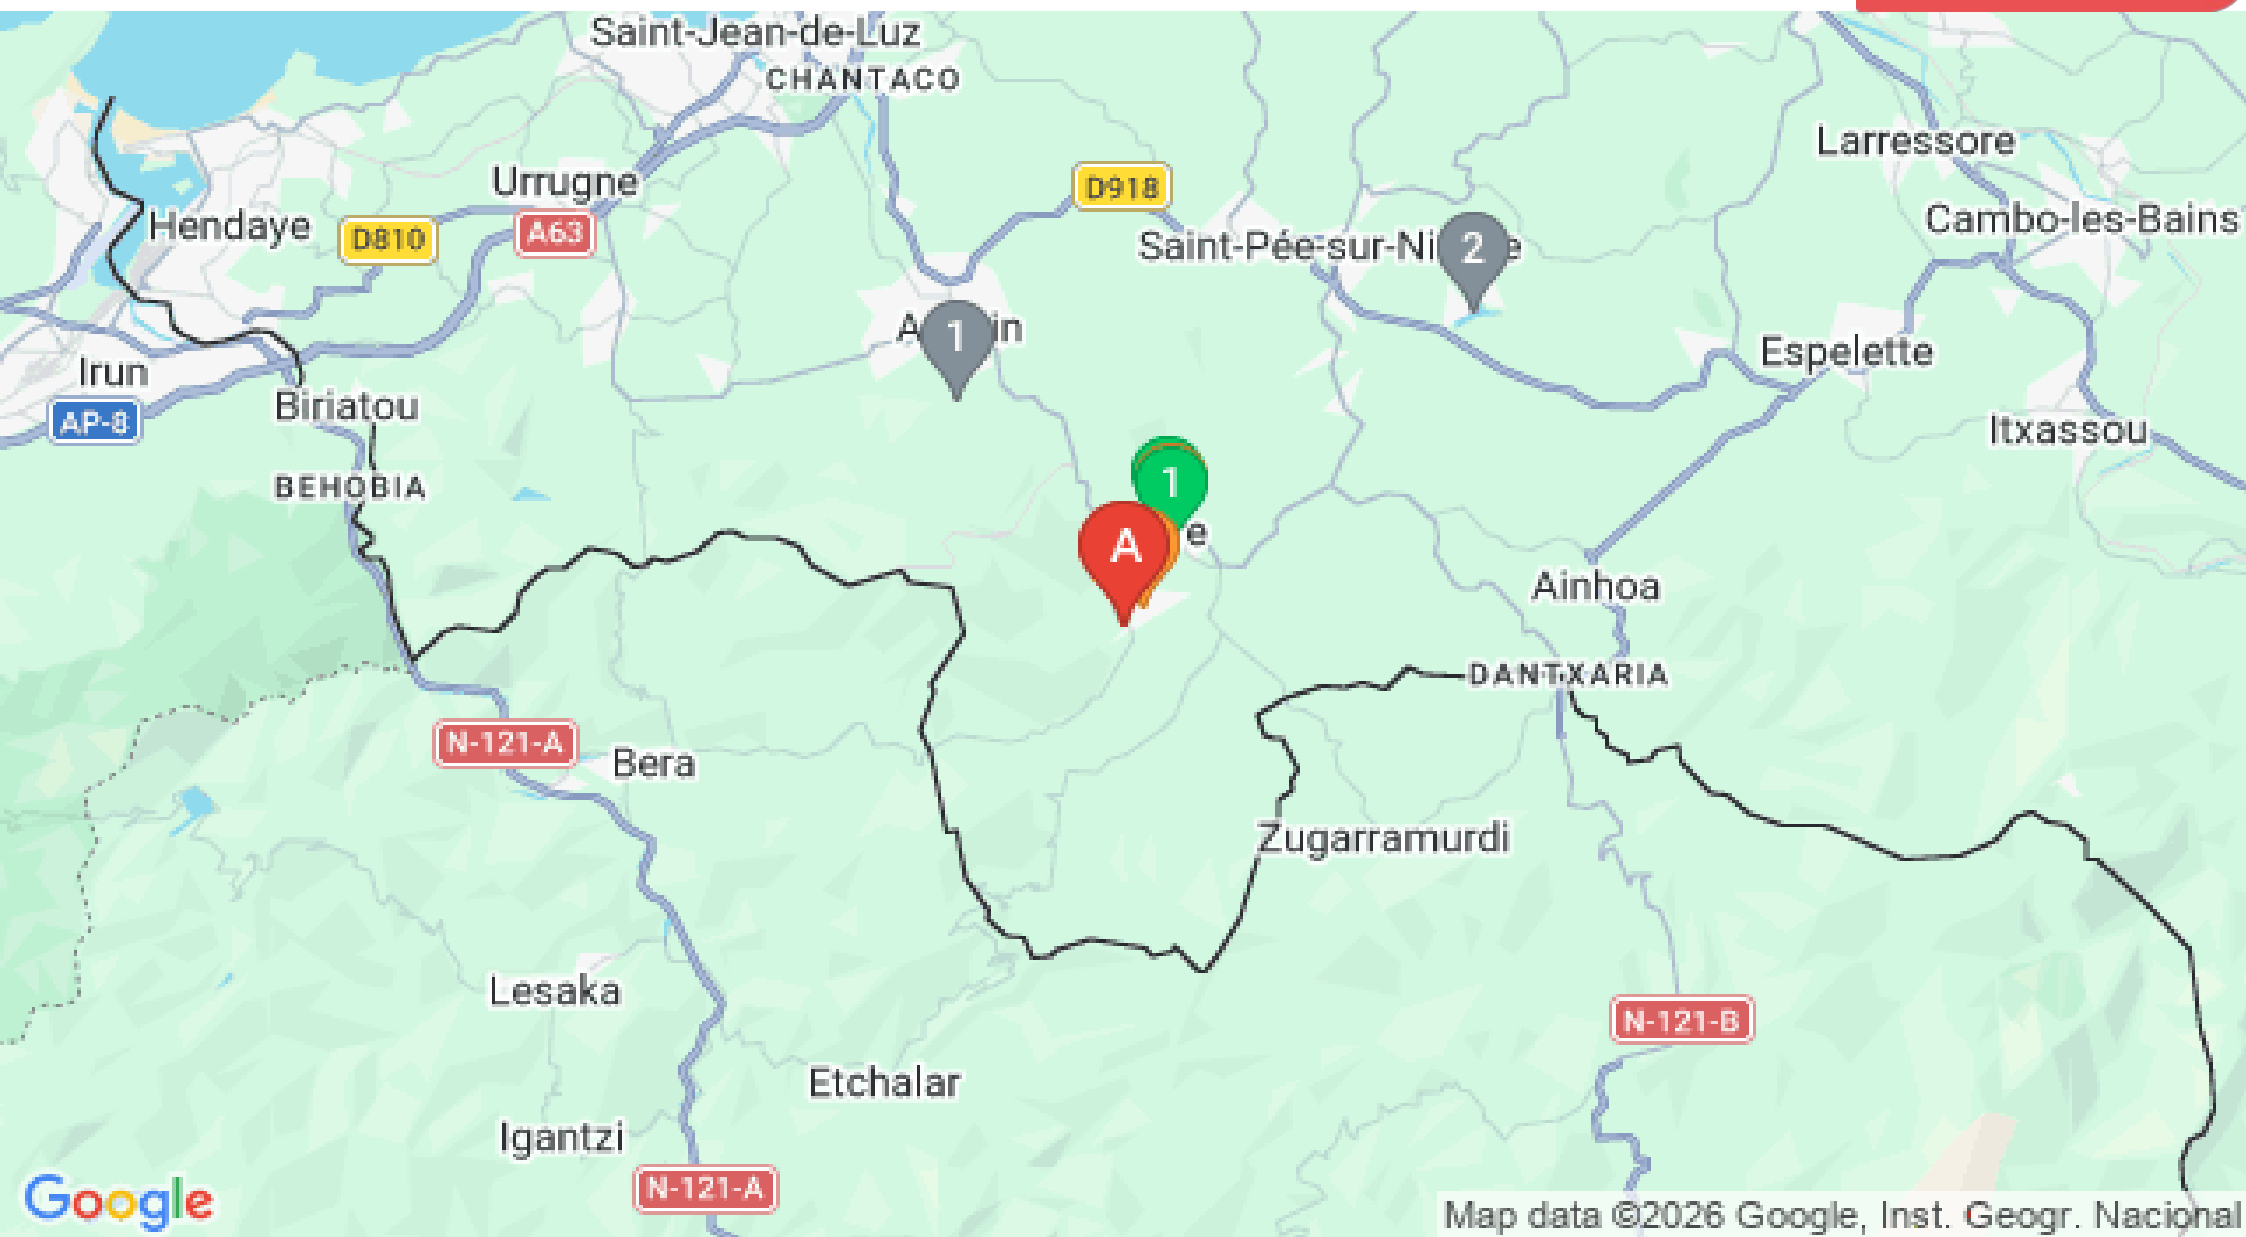 Saint-Jean-de-Luz
CHANTACO
Larressore
Urrugne
D918
Cambo-les-Bains
Hendaye
D810
A63
Saint-Pée-sur-Ni e
2
A in
1
Espelette
Irun
Biriatou
AP-8
Itxassou
BEHOBIA
1
A
e
Ainhoa
DANTXARIA
N-121-A
Bera
Zugarramurdi
Lesaka
N-121-B
Etchalar
Igantzi
N-121-A
Google
Map data ©2026 Google, Inst. Geogr. Nacional